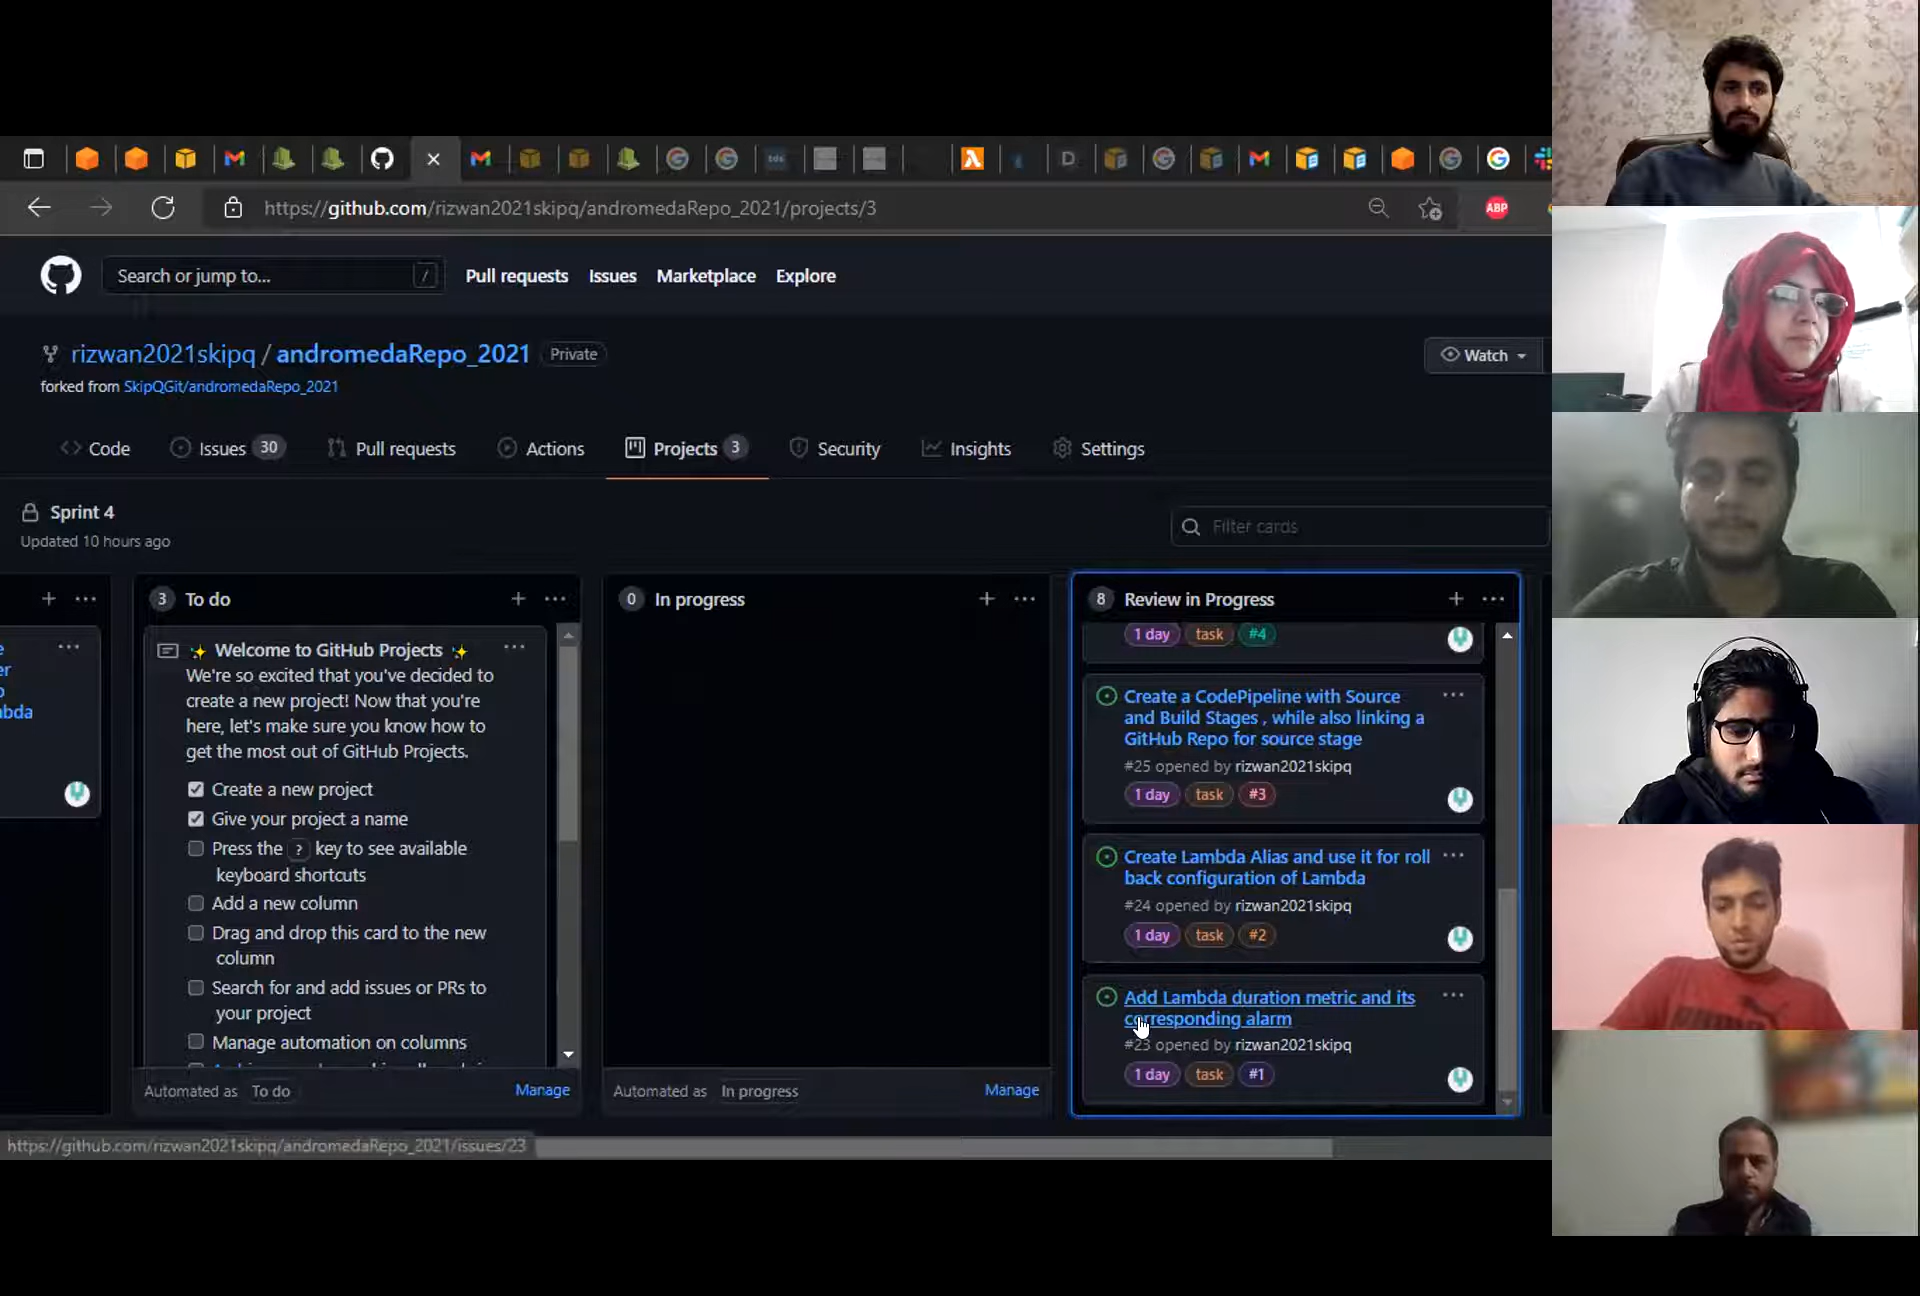 tds
D
ABP
https://github.com/rizwan2021skipq/andromedaRepo_2021/projects/3
Search or jump to...
/
Pull requests
Issues
Marketplace
Explore
rizwan2021skipq / andromedaRepo_2021
Private
Watch
forked from SkipQGit/andromedaRepo_2021
Code
Issues 30
Pull requests
Actions
Projects 3
Security
Insights
Settings
Sprint 4
Updated 10 hours ago
Filter cards
3 To do
✨ Welcome to GitHub Projects ✨
We're so excited that you've decided to
create a new project! Now that you're
here, let's make sure you know how to
get the most out of GitHub Projects.
Create a new project
Give your project a name
Press the ? key to see available
keyboard shortcuts
Add a new column
Drag and drop this card to the new
column
Search for and add issues or PRs to
your project
Manage automation on columns
Automated as To do
Manage
0 In progress
Automated as In progress
Manage
8 Review in Progress
1 day task #4
Create a CodePipeline with Source
and Build Stages , while also linking a
GitHub Repo for source stage
#25 opened by rizwan2021skipq
1 day task #3
Create Lambda Alias and use it for roll
back configuration of Lambda
#24 opened by rizwan2021skipq
1 day task #2
Add Lambda duration metric and its
corresponding alarm
#23 opened by rizwan2021skipq
1 day task #1
https://github.com/rizwan2021skipq/andromedaRepo_2021/issues/23